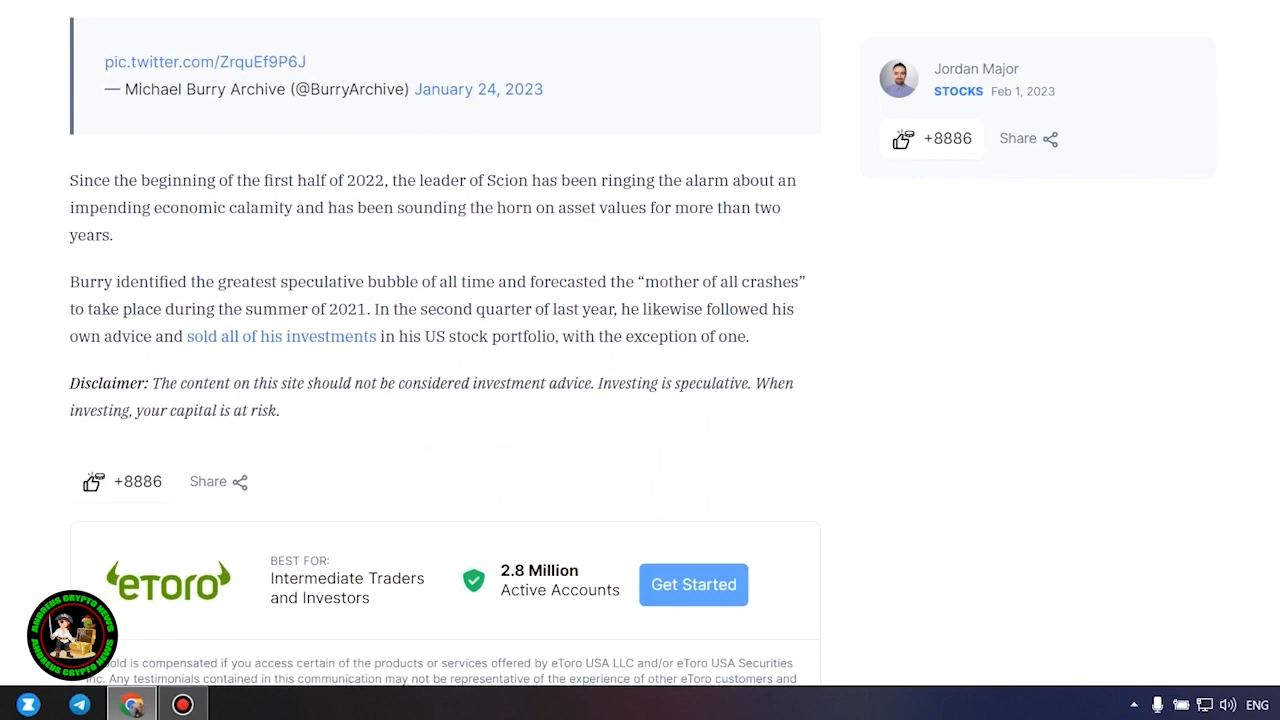 pic.twitter.com/ZrquEf9P6J
— Michael Burry Archive (@BurryArchive) January 24, 2023
Jordan Major
STOCKS Feb 1, 2023
+8886 Share
Since the beginning of the first half of 2022, the leader of Scion has been ringing the alarm about an
impending economic calamity and has been sounding the horn on asset values for more than two
years.
Burry identified the greatest speculative bubble of all time and forecasted the “mother of all crashes”
to take place during the summer of 2021. In the second quarter of last year, he likewise followed his
own advice and sold all of his investments in his US stock portfolio, with the exception of one.
Disclaimer: The content on this site should not be considered investment advice. Investing is speculative. When
investing, your capital is at risk.
+8886 Share
eToro
BEST FOR:
Intermediate Traders
and Investors
2.8 Million
Active Accounts
Get Started
ANDREUS CRYPTO NEWS
ANDREUS CRYPTO NEWS
old is compensated if you access certain of the products or services offered by eToro USA LLC and/or eToro USA Securities
Inc. Any testimonials contained in this communication may not be representative of the experience of other eToro customers and
ENG